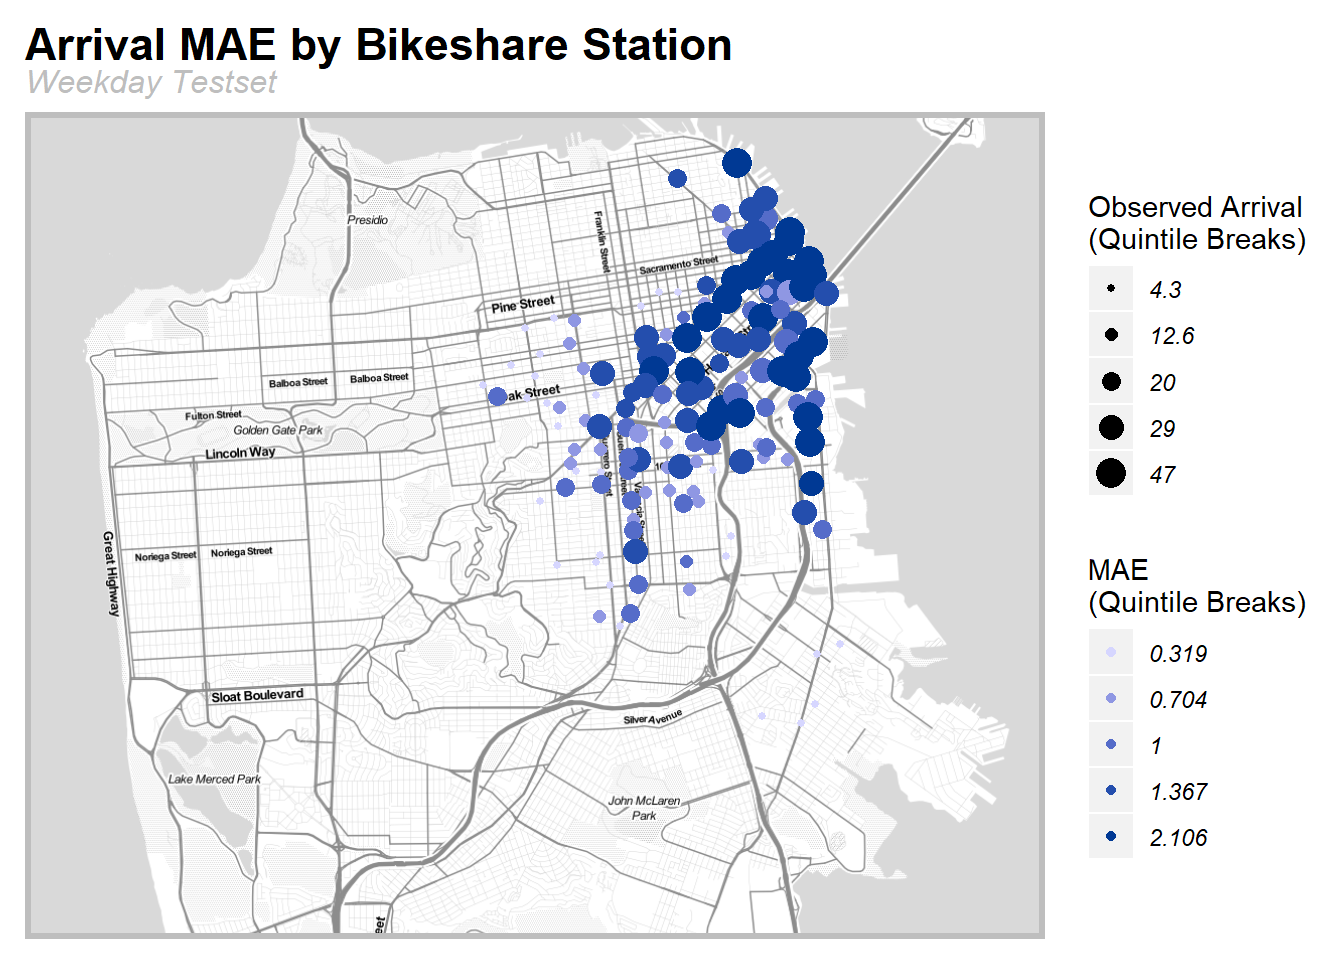 Arrival MAE by Bikeshare Station
Weekday Testset
Presidio
Franklin Street
Sacramento Street
Pine Street
Balboa Street
Balboa Street
Fulton Street
Golden Gate Park
Lincoln Way
Great Highway
Noriega Street
Noriega Street
Sloat Boulevard
Silver Avenue
Lake Merced Park
John McLaren
Park
Observed Arrival
(Quintile Breaks)
4.3
12.6
20
29
47
MAE
(Quintile Breaks)
0.319
0.704
1
1.367
2.106